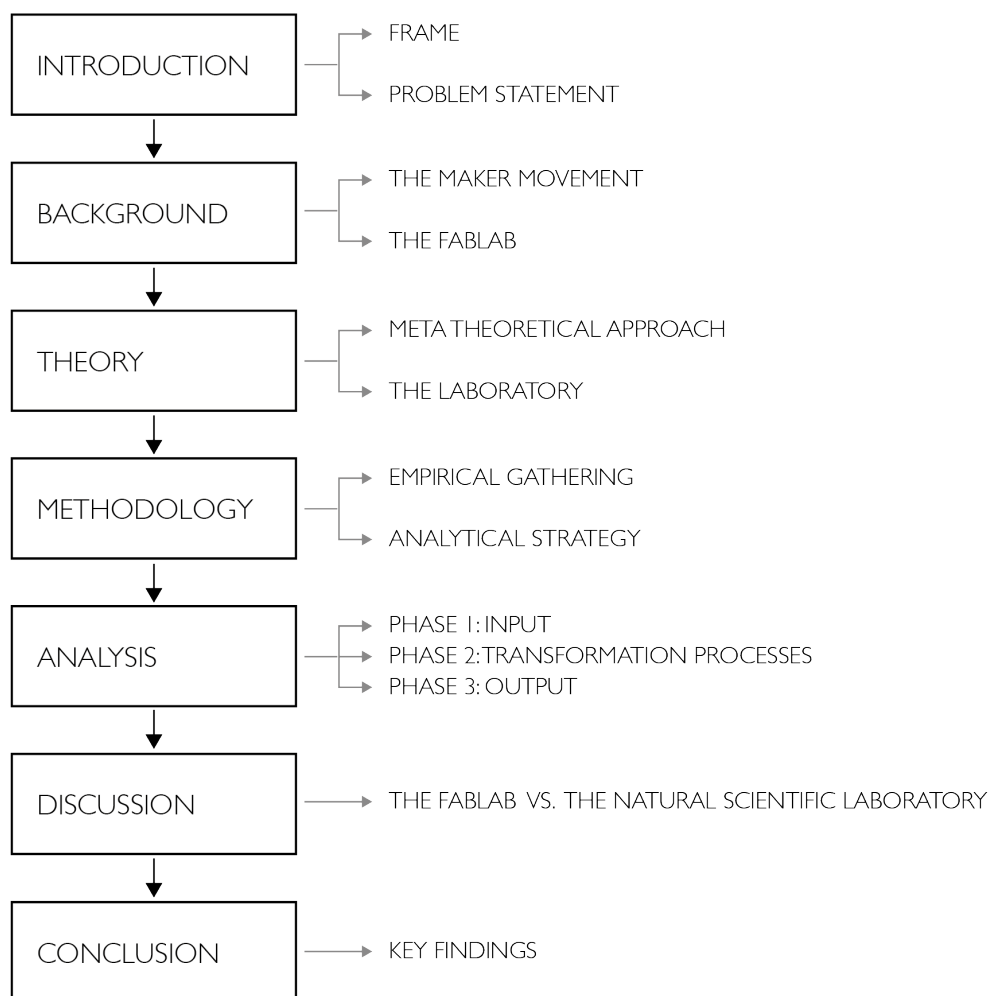 INTRODUCTION
FRAME
PROBLEM STATEMENT
BACKGROUND
THE MAKER MOVEMENT
THE FABLAB
THEORY
META THEORETICAL APPROACH
THE LABORATORY
METHODOLOGY
EMPIRICAL GATHERING
ANALYTICAL STRATEGY
ANALYSIS
PHASE 1: INPUT
PHASE 2: TRANSFORMATION PROCESSES
PHASE 3: OUTPUT
DISCUSSION
THE FABLAB VS. THE NATURAL SCIENTIFIC LABORATORY
CONCLUSION
KEY FINDINGS